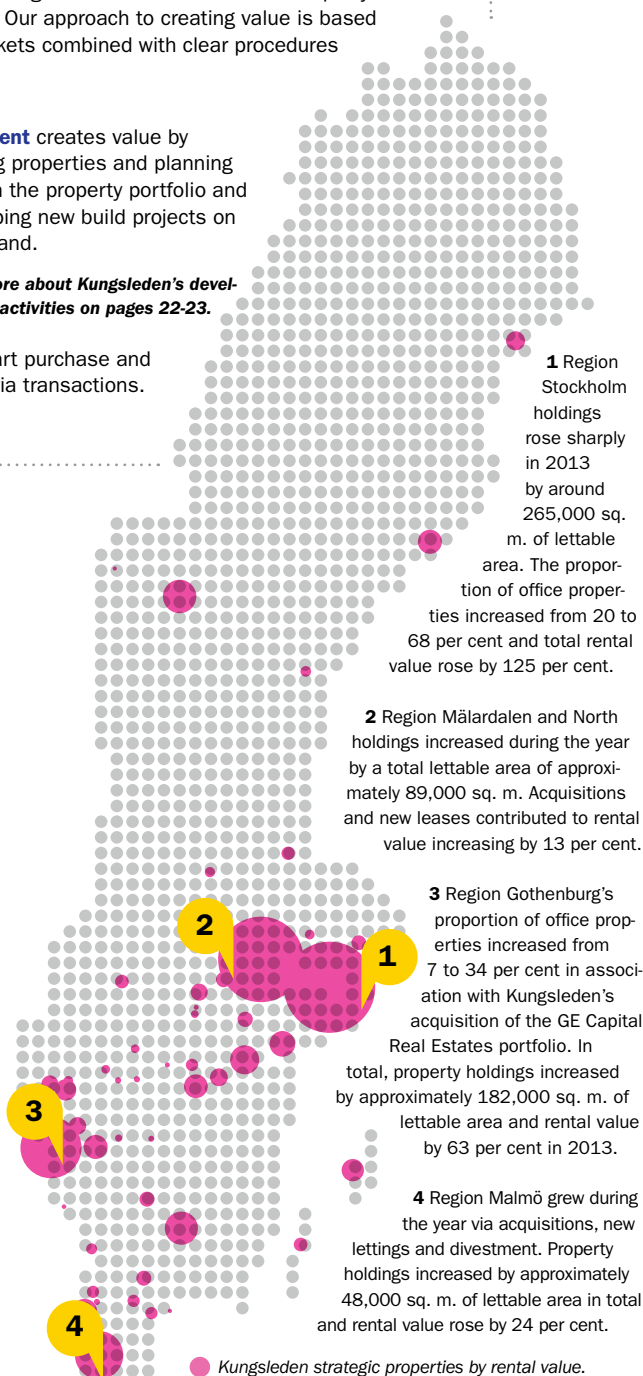 Our approach to creating value is based
kets combined with clear procedures
ent creates value by
g properties and planning
n the property portfolio and
ping new build projects on
and.
ore about Kungsleden's devel-
activities on pages 22-23.
art purchase and
ia transactions.
1 Region
Stockholm
holdings
rose sharply
in 2013
by around
265,000 sq.
m. of lettable
area. The propor-
tion of office proper-
ties increased from 20 to
68 per cent and total rental
value rose by 125 per cent.
2 Region Mälardalen and North
holdings increased during the year
by a total lettable area of approxi-
mately 89,000 sq. m. Acquisitions
and new leases contributed to rental
value increasing by 13 per cent.
3 Region Gothenburg's
proportion of office prop-
erties increased from
7 to 34 per cent in associ-
ation with Kungsleden's
acquisition of the GE Capital
Real Estates portfolio. In
total, property holdings increased
by approximately 182,000 sq. m. of
lettable area and rental value
by 63 per cent in 2013.
4 Region Malmö grew during
the year via acquisitions, new
lettings and divestment. Property
holdings increased by approximately
48,000 sq. m. of lettable area in total
and rental value rose by 24 per cent.
2
1
3
4
Kungsleden strategic properties by rental value.